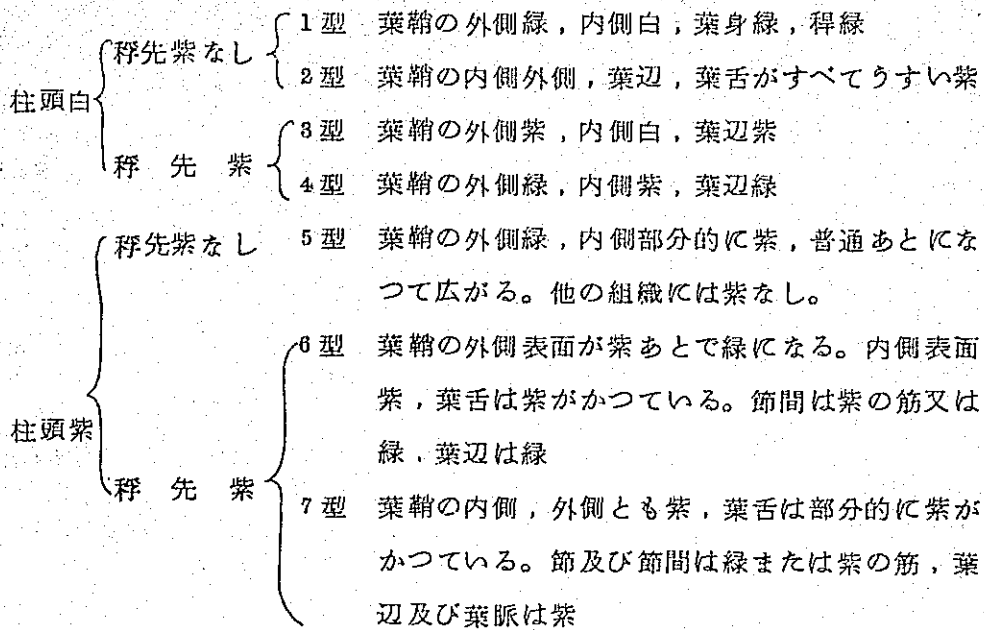 柱頭白
稃先紫なし
1型 葉鞘の外側緑，内側白，葉身緑，稈緑
2型 葉鞘の内側外側，葉辺，葉舌がすべてうすい紫
稃先紫
3型 葉鞘の外側紫，内側白，葉辺紫
4型 葉鞘の外側緑，内側紫，葉辺緑
柱頭紫
稃先紫なし
5型 葉鞘の外側緑，内側部分的に紫，普通あとにな
つて広がる。他の組織には紫なし。
稃先紫
6型 葉鞘の外側表面が紫あとで緑になる。内側表面
紫，葉舌は紫がかつている。節間は紫の筋又は
緑，葉辺は緑
7型 葉鞘の内側，外側とも紫，葉舌は部分的に紫が
かつている。節及び節間は緑または紫の筋，葉
辺及び葉脈は紫